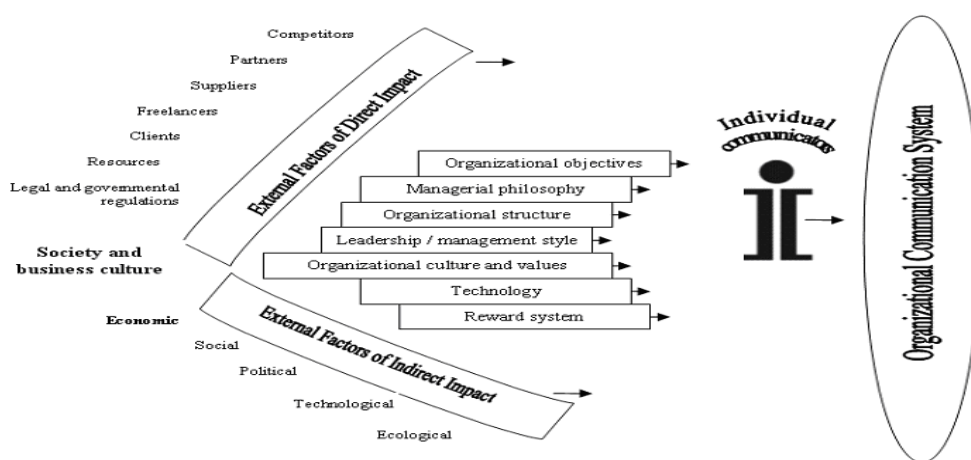 Competitors
Partners
Suppliers
Freelancers
Clients
Resources
Legal and governmental
regulations
Society and
business culture
Economic
Social
Political
Technological
Ecological
External Factors of Direct Impact
External Factors of Indirect Impact
Organizational objectives
Managerial philosophy
Organizational structure
Leadership / management style
Organizational culture and values
Technology
Reward system
Individual
communicators
Organizational Communication System